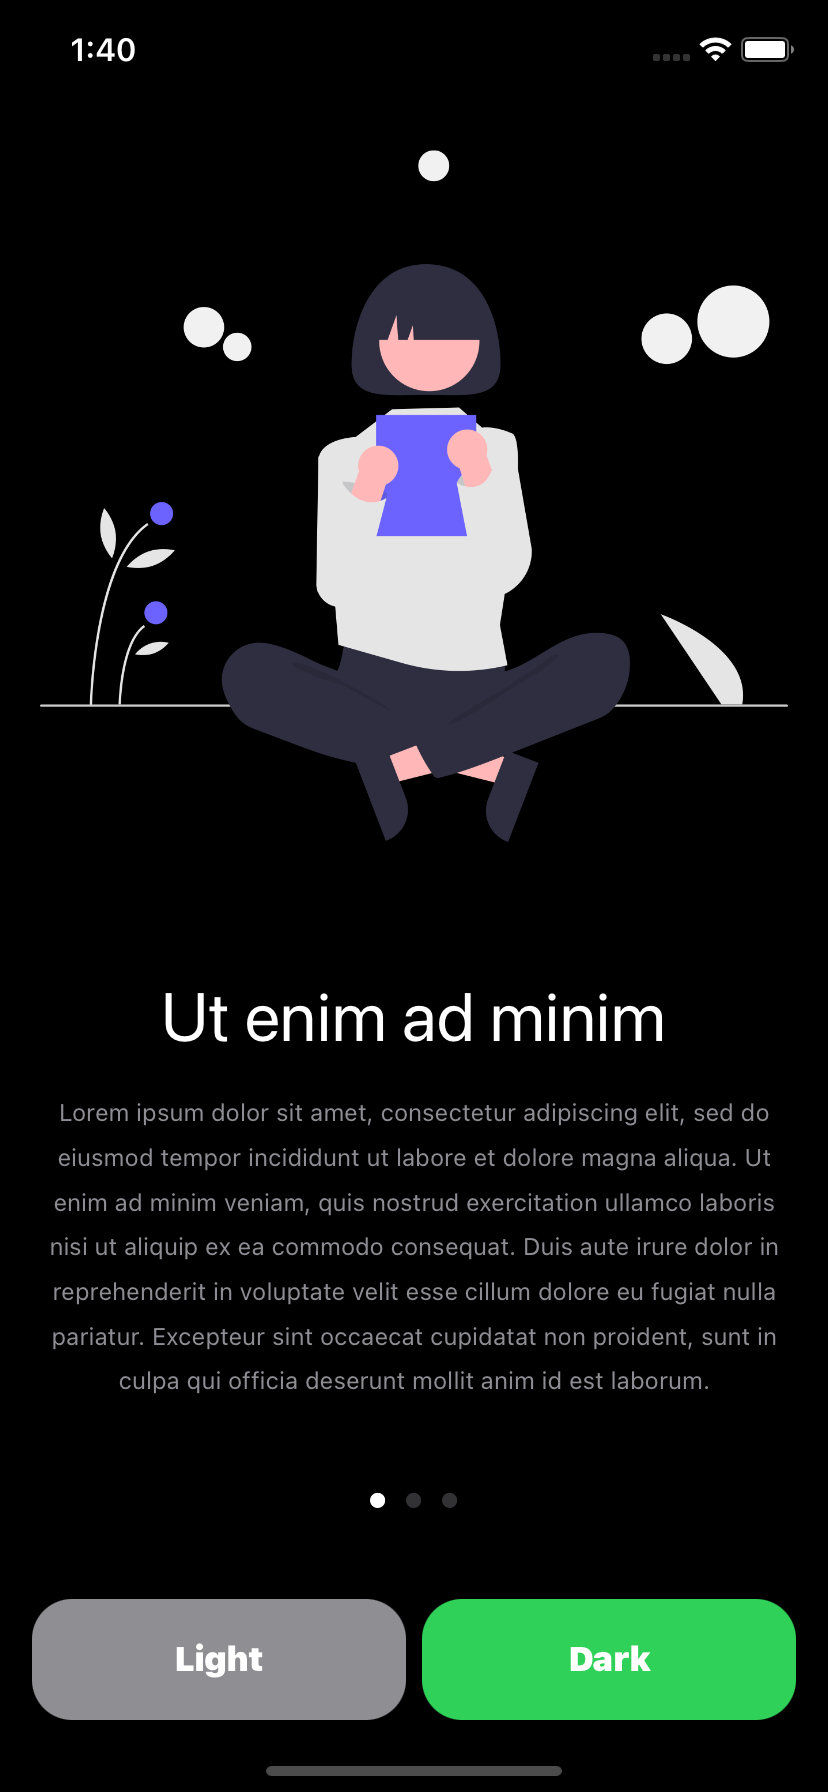 1:40
Ut enim ad minim
Lorem ipsum dolor sit amet, consectetur adipiscing elit, sed do
eiusmod tempor incididunt ut labore et dolore magna aliqua. Ut
enim ad minim veniam, quis nostrud exercitation ullamco laboris
nisi ut aliquip ex ea commodo consequat. Duis aute irure dolor in
reprehenderit in voluptate velit esse cillum dolore eu fugiat nulla
pariatur. Excepteur sint occaecat cupidatat non proident, sunt in
culpa qui officia deserunt mollit anim id est laborum.
Light
Dark